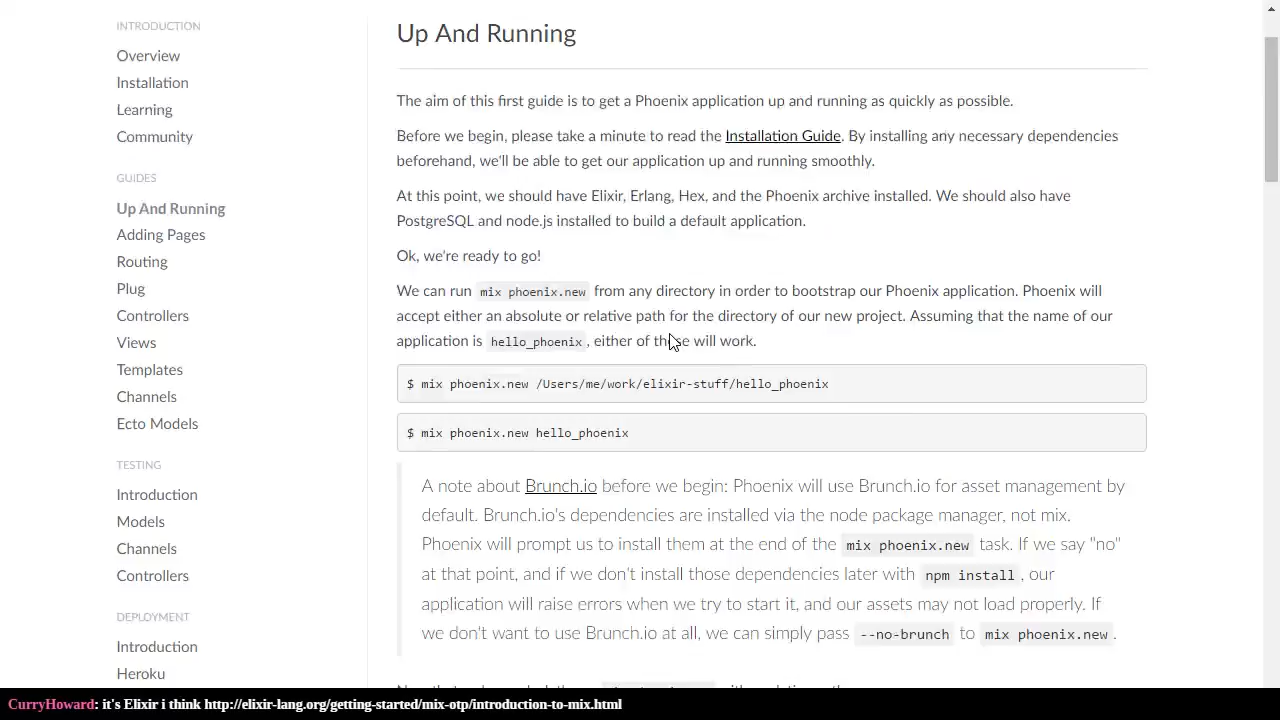 INTRODUCTION
Overview
Installation
Learning
Community
GUIDES
Up And Running
Adding Pages
Routing
Plug
Controllers
Views
Templates
Channels
Ecto Models
TESTING
Introduction
Models
Channels
Controllers
DEPLOYMENT
Introduction
Heroku
Up And Running
The aim of this first guide is to get a Phoenix application up and running as quickly as possible.
Before we begin, please take a minute to read the Installation Guide. By installing any necessary dependencies
beforehand, we'll be able to get our application up and running smoothly.
At this point, we should have Elixir, Erlang, Hex, and the Phoenix archive installed. We should also have
PostgreSQL and node.js installed to build a default application.
Ok, we're ready to go!
We can run mix phoenix.new from any directory in order to bootstrap our Phoenix application. Phoenix will
accept either an absolute or relative path for the directory of our new project. Assuming that the name of our
application is hello_phoenix, either of these will work.
$ mix phoenix.new /Users/me/work/elixir-stuff/hello_phoenix
$ mix phoenix.new hello_phoenix
A note about Brunch.io before we begin: Phoenix will use Brunch.io for asset management by
default. Brunch.io's dependencies are installed via the node package manager, not mix.
Phoenix will prompt us to install them at the end of the mix phoenix.new task. If we say "no"
at that point, and if we don't install those dependencies later with npm install, our
application will raise errors when we try to start it, and our assets may not load properly. If
we don't want to use Brunch.io at all, we can simply pass --no-brunch to mix phoenix.new.
CurryHoward: it's Elixir i think http://elixir-lang.org/getting-started/mix-otp/introduction-to-mix.html